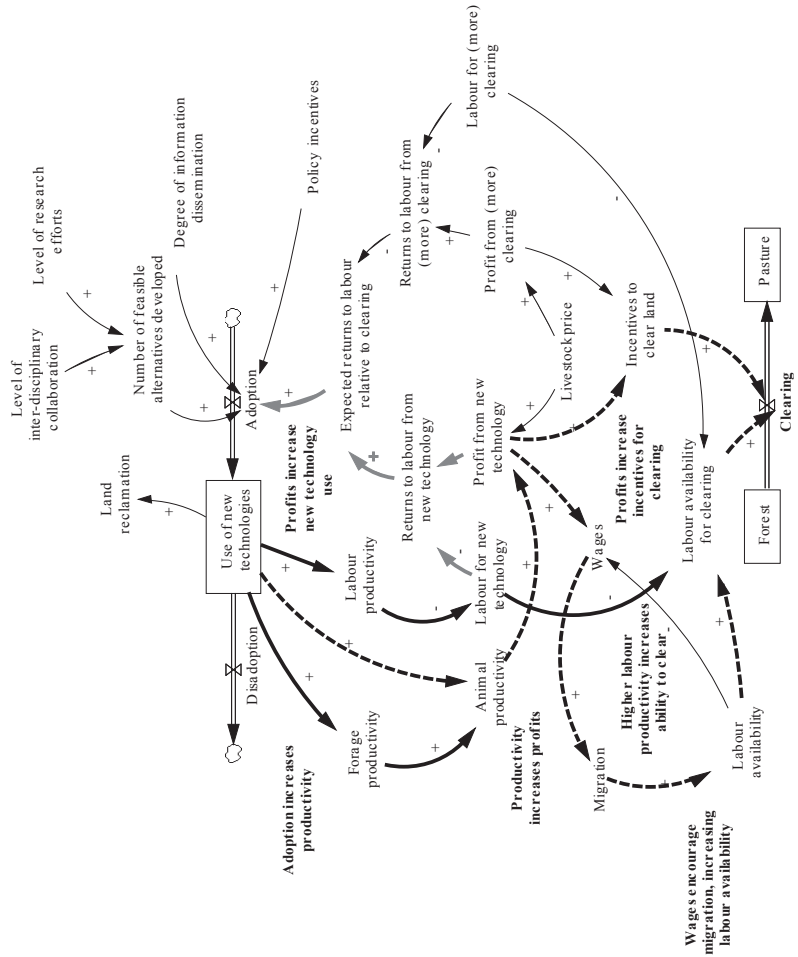 Level of
inter-disciplinary
collaboration
Level of research
efforts
Number of feasible
alternatives developed
Degree of information
dissemination
Policy incentives
Land
reclamation
+
+
+
+
+
+
Use of new
technologies
Adoption
Disadoption
Adoption increases
productivity
Profits increase
new technology
use
+
+
+
+
Forage
productivity
Labour
productivity
Expected returns to labour
relative to clearing
Returns to labour from
new technology
+
-
Returns to labour from
(more) clearing
-
Labour for (more)
clearing
+
-
-
Animal
productivity
Labour for new
technology
Profit from new
technology
Profit from (more)
clearing
+
+
+
Productivity
increases profits
+
Livestock price
+
+
-
Migration
+
Wages
+
-
Profits increase
incentives for
clearing
Incentives to
clear land
Higher labour
productivity increases
ability to clear
-
+
Wages encourage
migration, increasing
labour availability
Labour
availability
+
Labour availability
for clearing
+
+
Forest
Clearing
Pasture